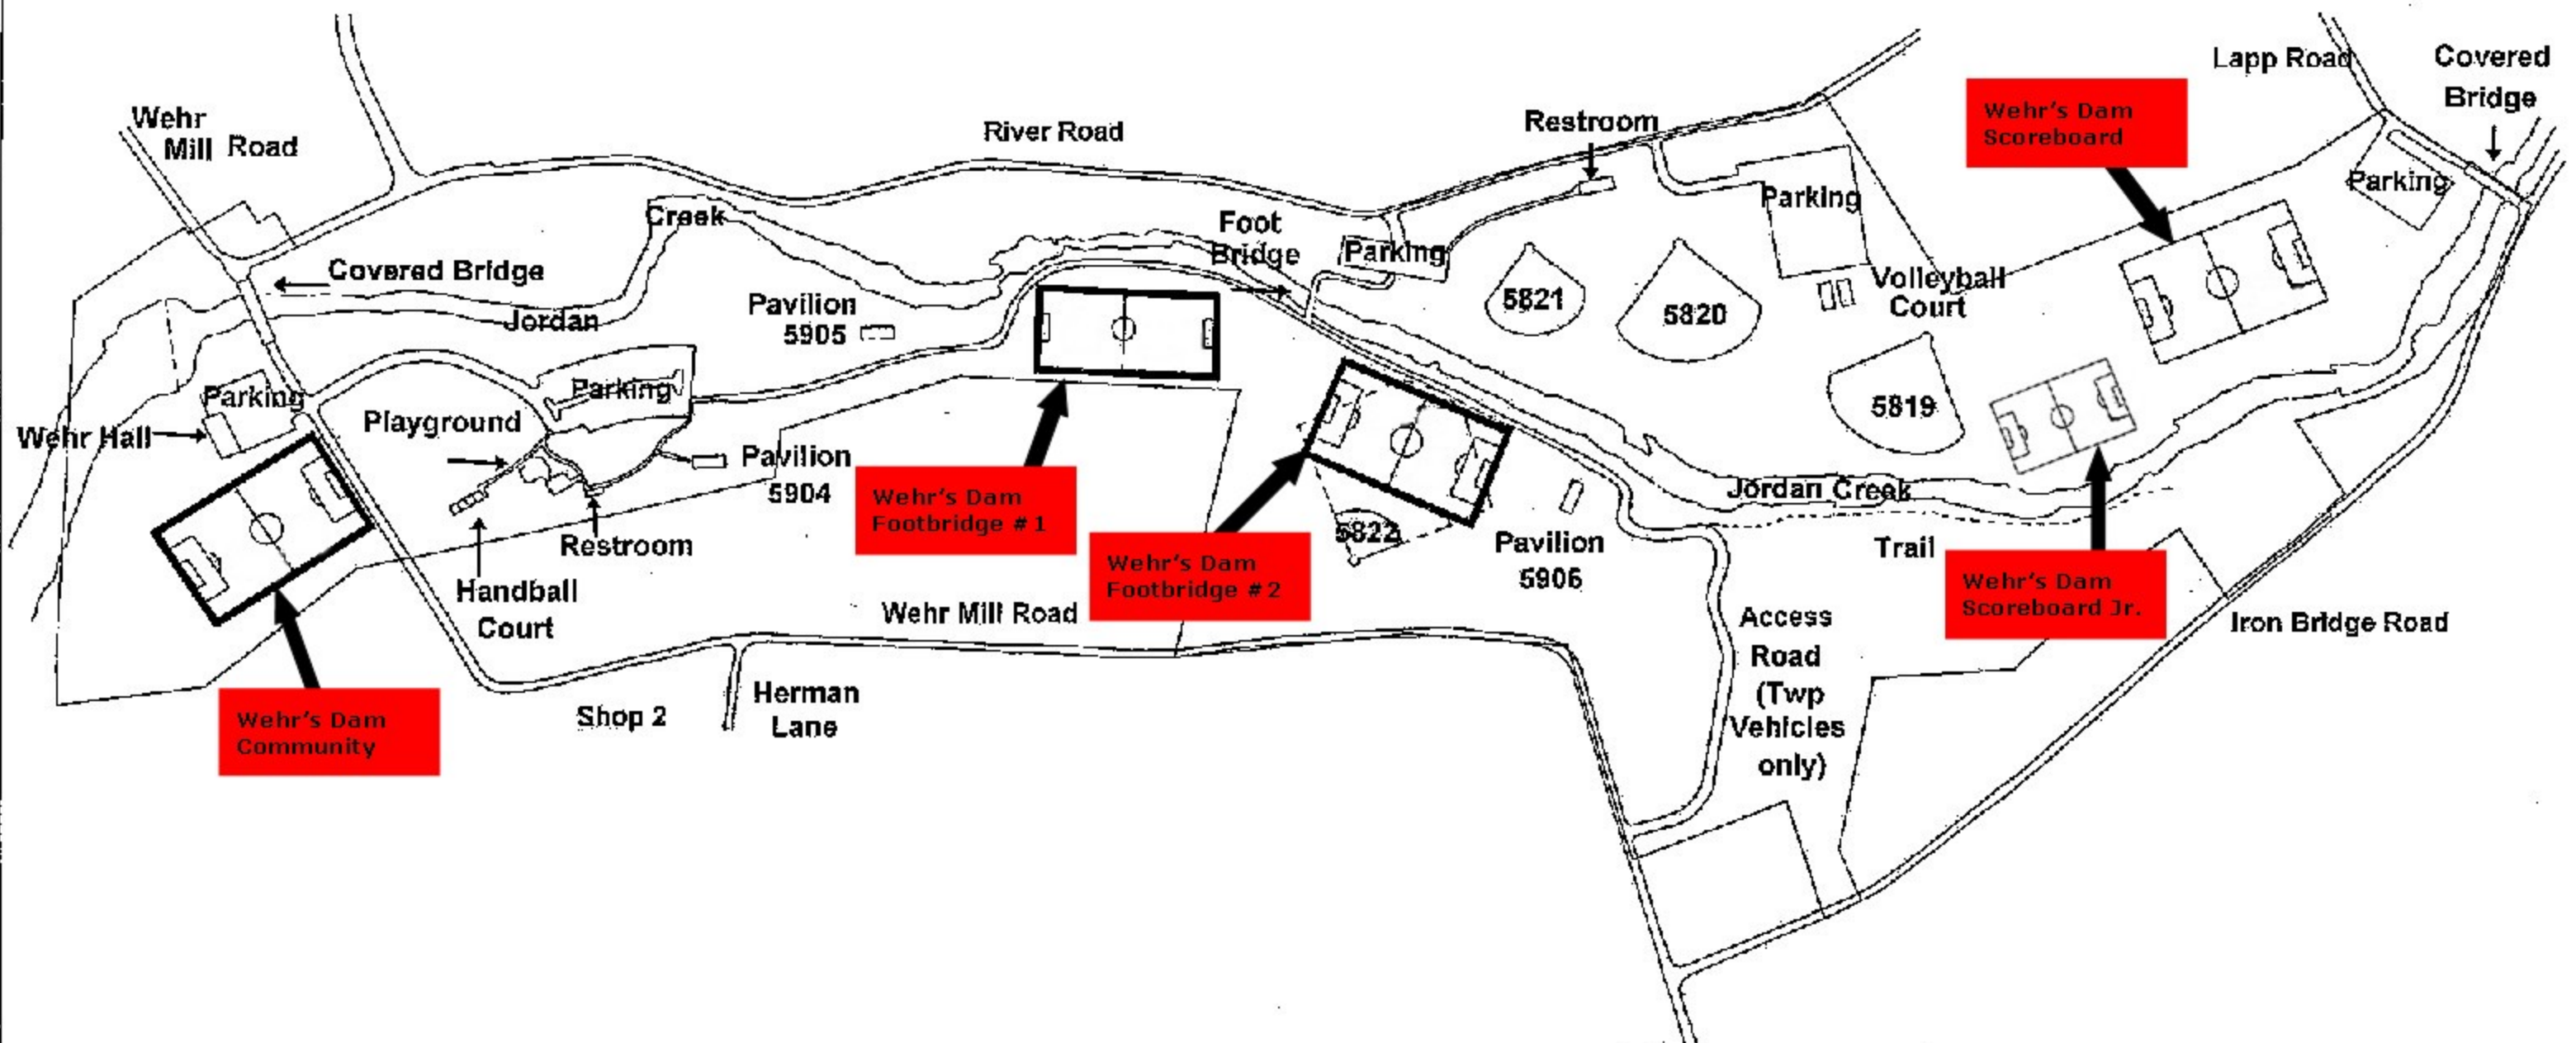 Wehr
Mill Road
River Road
Restroom
Wehr's Dam
Scoreboard
Lapp Road
Covered
Bridge
Parking
Creek
Foot
Bridge
Parking
Parking
Covered Bridge
Volleyball
Court
Jordan
Pavilion
5905
5821
5820
Parking
Parking
Playground
5819
Wehr Hall
Pavilion
5904
Wehr's Dam
Footbridge # 1
Jordan Creek
Restroom
5822
Pavilion
5906
Trail
Wehr's Dam
Footbridge # 2
Wehr's Dam
Scoreboard Jr.
Handball
Court
Wehr Mill Road
Access
Road
(Twp
Vehicles
only)
Iron Bridge Road
Wehr's Dam
Community
Shop 2
Herman
Lane